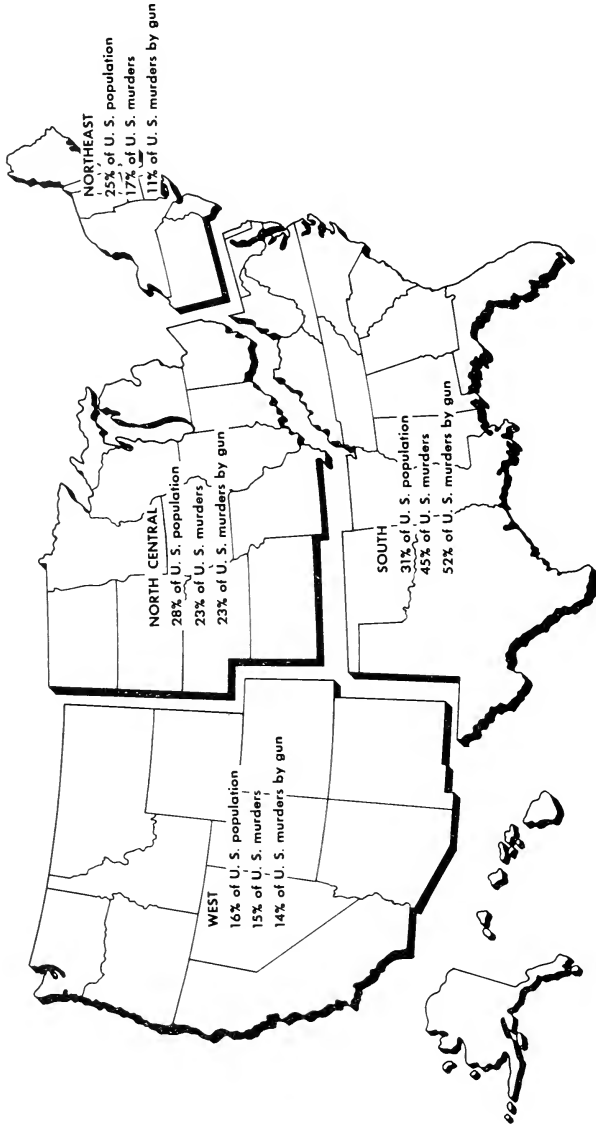 NORTHEAST
25% of U. S. population
17% of U. S. murders
11% of U. S. murders by gun
NORTH CENTRAL
28% of U. S. population
23% of U. S. murders
23% of U. S. murders by gun
WEST
16% of U. S. population
15% of U. S. murders
14% of U. S. murders by gun
SOUTH
31% of U. S. population
45% of U. S. murders
52% of U. S. murders by gun